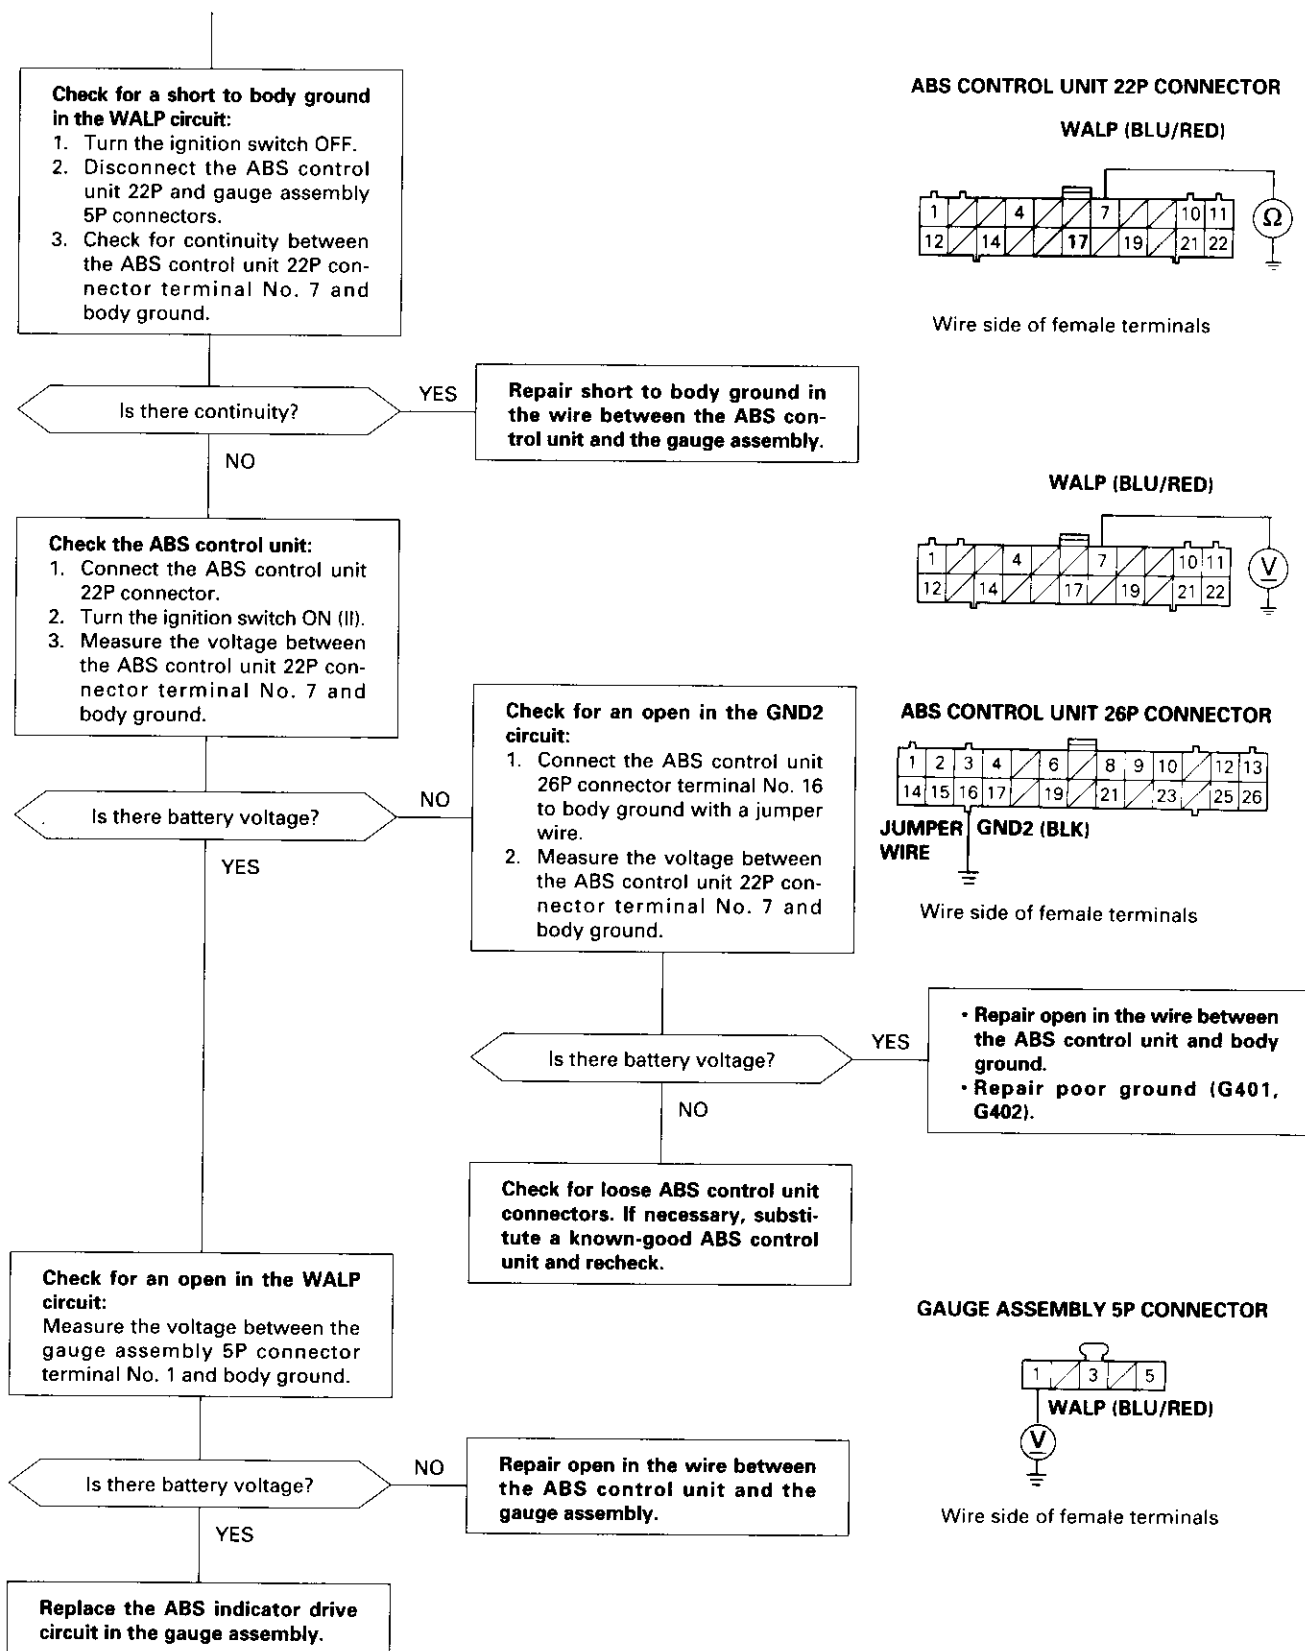 Check for a short to body ground
in the WALP circuit:
1. Turn the ignition switch OFF.
2. Disconnect the ABS control
unit 22P and gauge assembly
5P connectors.
3. Check for continuity between
the ABS control unit 22P con-
nector terminal No. 7 and
body ground.
ABS CONTROL UNIT 22P CONNECTOR
WALP (BLU/RED)
1 4 7 10 11
12 14 17 19 21 22
Ω
Wire side of female terminals
Is there continuity?
YES
Repair short to body ground in
the wire between the ABS con-
trol unit and the gauge assembly.
NO
WALP (BLU/RED)
1 4 7 10 11
12 14 17 19 21 22
V
Check the ABS control unit:
1. Connect the ABS control unit
22P connector.
2. Turn the ignition switch ON (II).
3. Measure the voltage between
the ABS control unit 22P con-
nector terminal No. 7 and
body ground.
Is there battery voltage?
NO
YES
Check for an open in the GND2
circuit:
1. Connect the ABS control unit
26P connector terminal No. 16
to body ground with a jumper
wire.
2. Measure the voltage between
the ABS control unit 22P con-
nector terminal No. 7 and
body ground.
ABS CONTROL UNIT 26P CONNECTOR
1 2 3 4 6 8 9 10 12 13
14 15 16 17 19 21 23 25 26
JUMPER GND2 (BLK)
WIRE
Wire side of female terminals
Is there battery voltage?
YES
• Repair open in the wire between
the ABS control unit and body
ground.
• Repair poor ground (G401,
G402).
NO
Check for loose ABS control unit
connectors. If necessary, substi-
tute a known-good ABS control
unit and recheck.
Check for an open in the WALP
circuit:
Measure the voltage between the
gauge assembly 5P connector
terminal No. 1 and body ground.
GAUGE ASSEMBLY 5P CONNECTOR
1 3 5
WALP (BLU/RED)
V
Wire side of female terminals
Is there battery voltage?
NO
Repair open in the wire between
the ABS control unit and the
gauge assembly.
YES
Replace the ABS indicator drive
circuit in the gauge assembly.